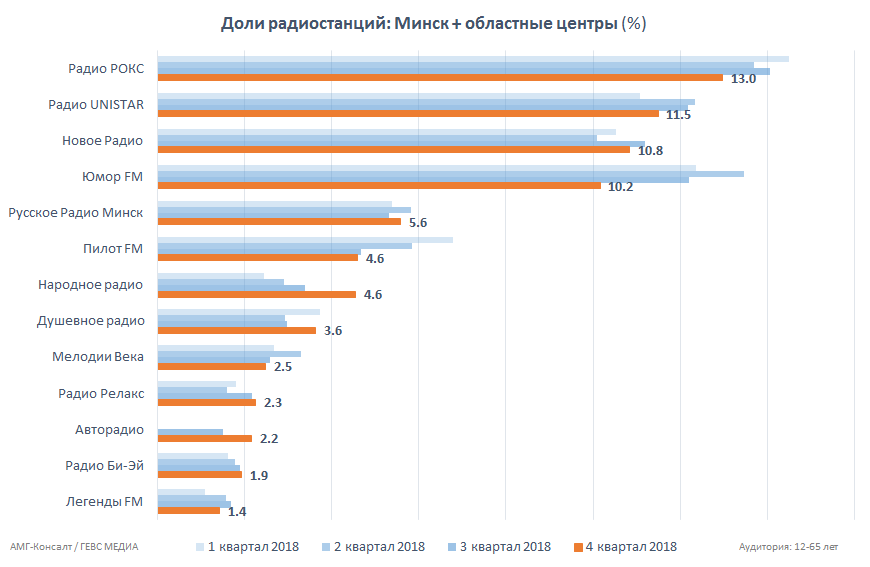 Доли радиостанций: Минск + областные центры (%)
Радио РОКС
13.0
Радио UNISTAR
11.5
Новое Радио
10.8
Юмор FM
10.2
Русское Радио Минск
5.6
Пилот FM
4.6
Народное радио
4.6
Душевное радио
3.6
Мелодии Века
2.5
Радио Релакс
2.3
Авторадио
2.2
Радио Би-Эй
1.9
Легенды FM
1.4
АМГ-Консалт / ГЕВС МЕДИА
1 квартал 2018
2 квартал 2018
3 квартал 2018
4 квартал 2018
Аудитория: 12-65 лет